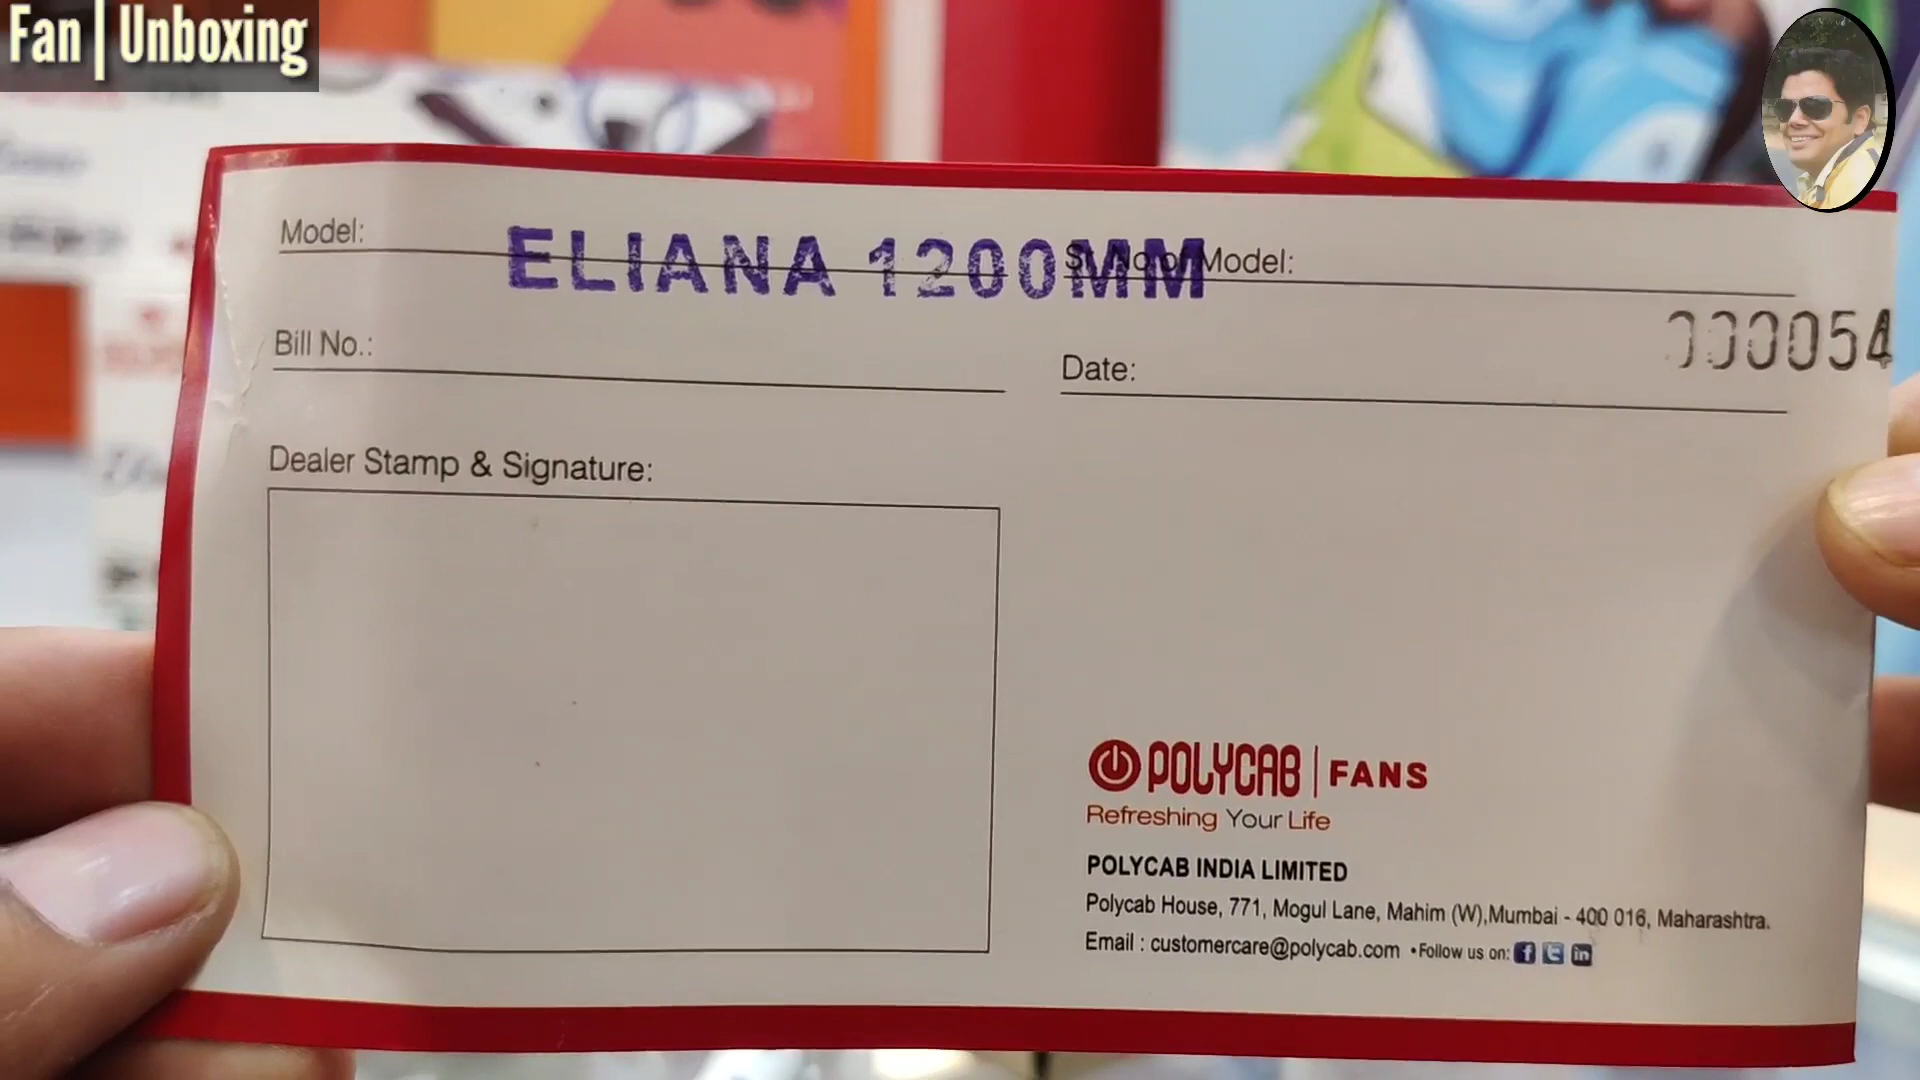 Fan | Unboxing
Model: ELIANA 1200MM Sr. No. or Model:
000054
Bill No.:
Date:
Dealer Stamp & Signature:
POLYCAB | FANS
Refreshing Your Life
POLYCAB INDIA LIMITED
Polycab House, 771, Mogul Lane, Mahim (W),Mumbai - 400 016, Maharashtra.
Email : customercare@polycab.com •Follow us on: